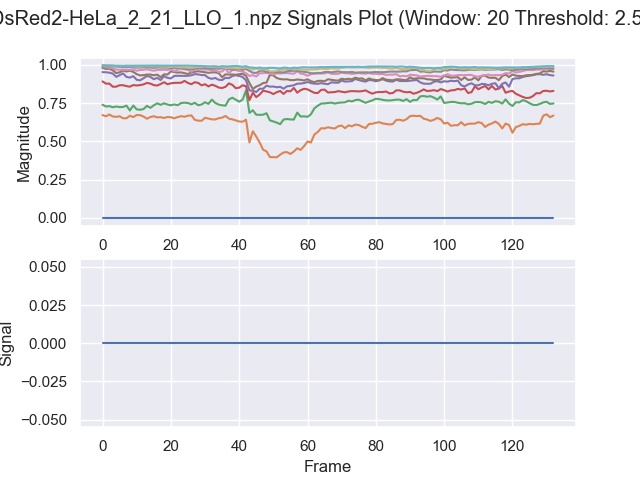 DsRed2-HeLa_2_21_LLO_1.npz Signals Plot (Window: 20 Threshold: 2.5
1.00
0.75
0.50
0.25
0.00
Magnitude
0 20 40 60 80 100 120
0.050
0.025
0.000
−0.025
−0.050
Signal
0 20 40 60 80 100 120
Frame